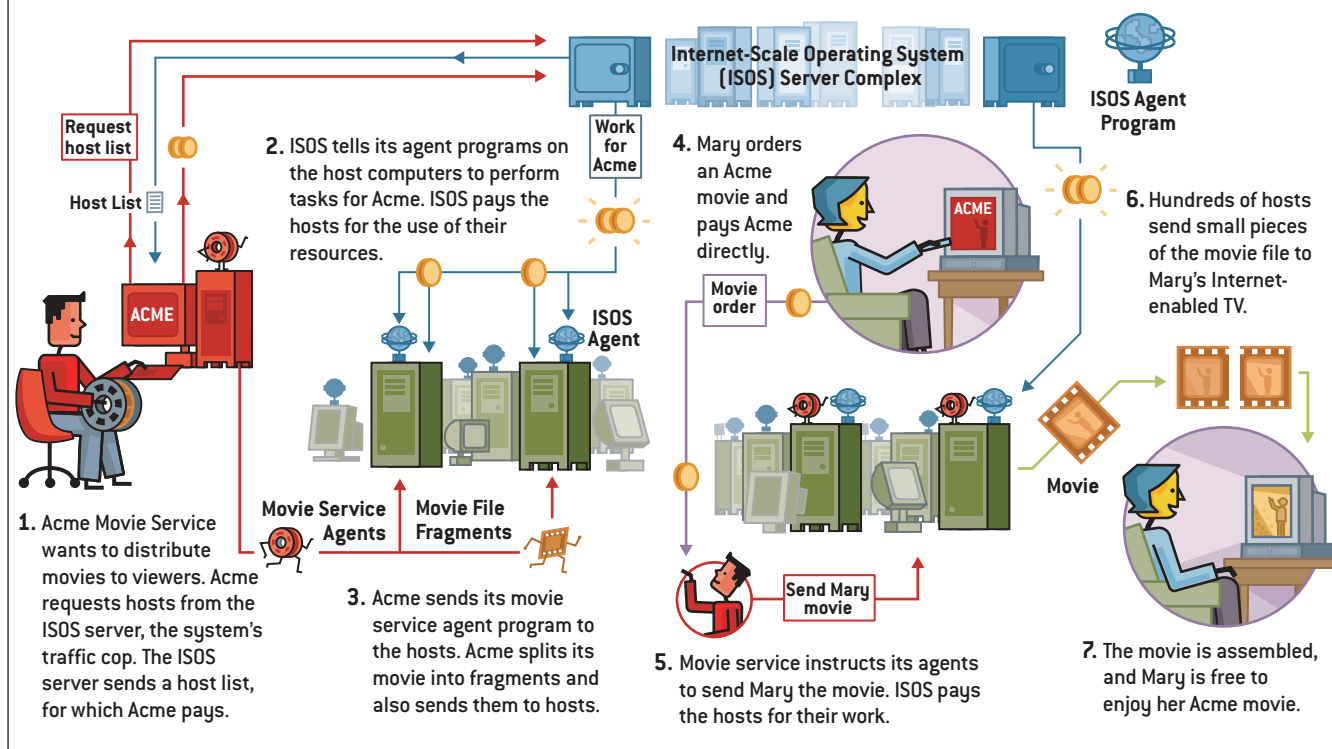 Internet-Scale Operating System
(ISOS) Server Complex
ISOS Agent
Program
Request
host list
Host List
ACME
2. ISOS tells its agent programs on
the host computers to perform
tasks for Acme. ISOS pays the
hosts for the use of their
resources.
Work
for
Acme
ISOS
Agent
4. Mary orders
an Acme
movie and
pays Acme
directly.
ACME
Movie
order
6. Hundreds of hosts
send small pieces
of the movie file to
Mary's Internet-
enabled TV.
Movie
1. Acme Movie Service
wants to distribute
movies to viewers. Acme
requests hosts from the
ISOS server, the system's
traffic cop. The ISOS
server sends a host list,
for which Acme pays.
Movie Service
Agents
Movie File
Fragments
3. Acme sends its movie
service agent program to
the hosts. Acme splits its
movie into fragments and
also sends them to hosts.
Send Mary
movie
5. Movie service instructs its agents
to send Mary the movie. ISOS pays
the hosts for their work.
7. The movie is assembled,
and Mary is free to
enjoy her Acme movie.